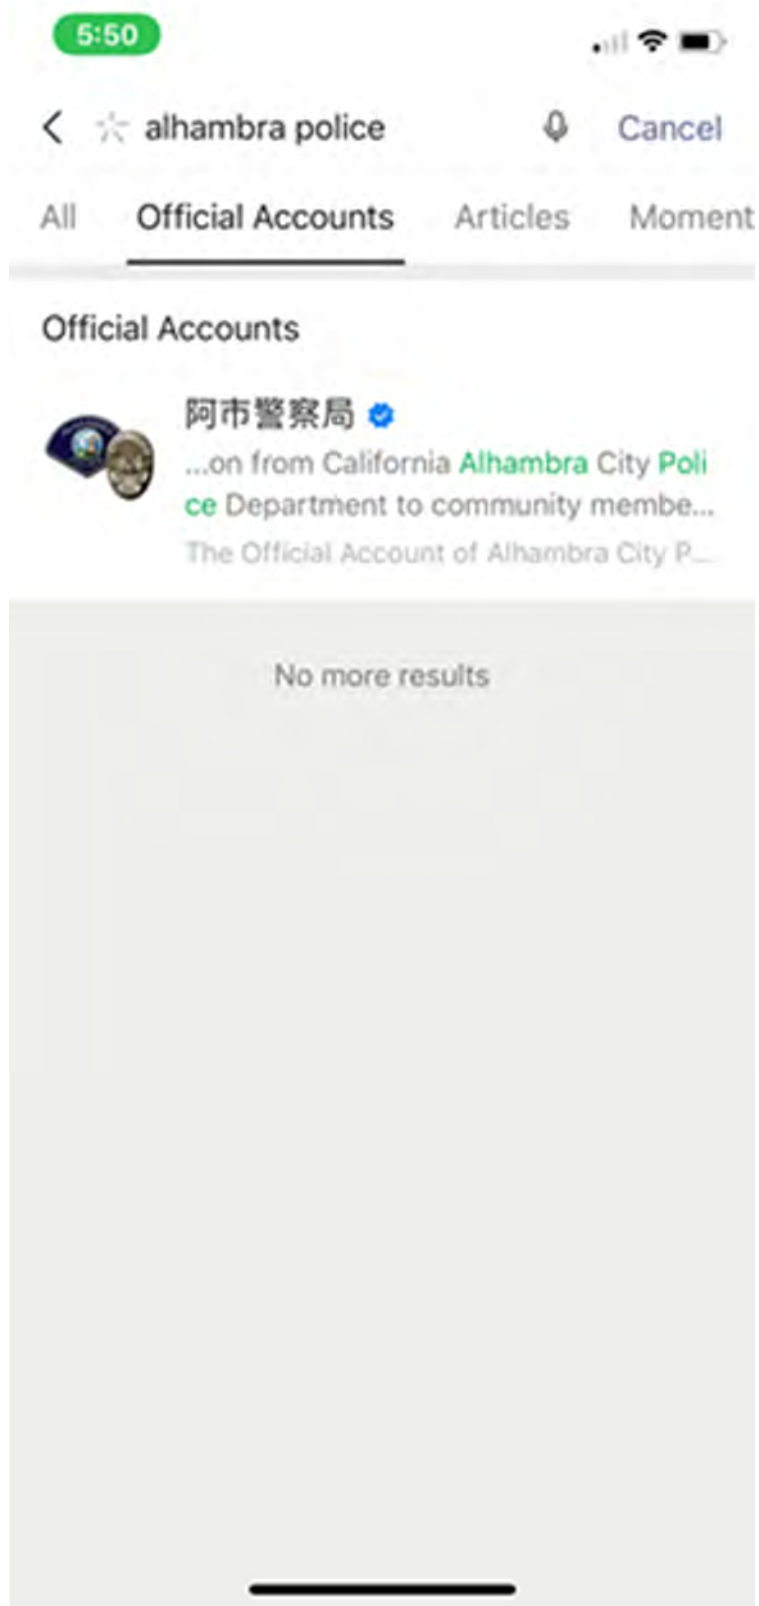 5:50
alhambra police Cancel
All Official Accounts Articles Moment
Official Accounts
阿市警察局
...on from California Alhambra City Poli
ce Department to community membe...
The Official Account of Alhambra City P...
No more results